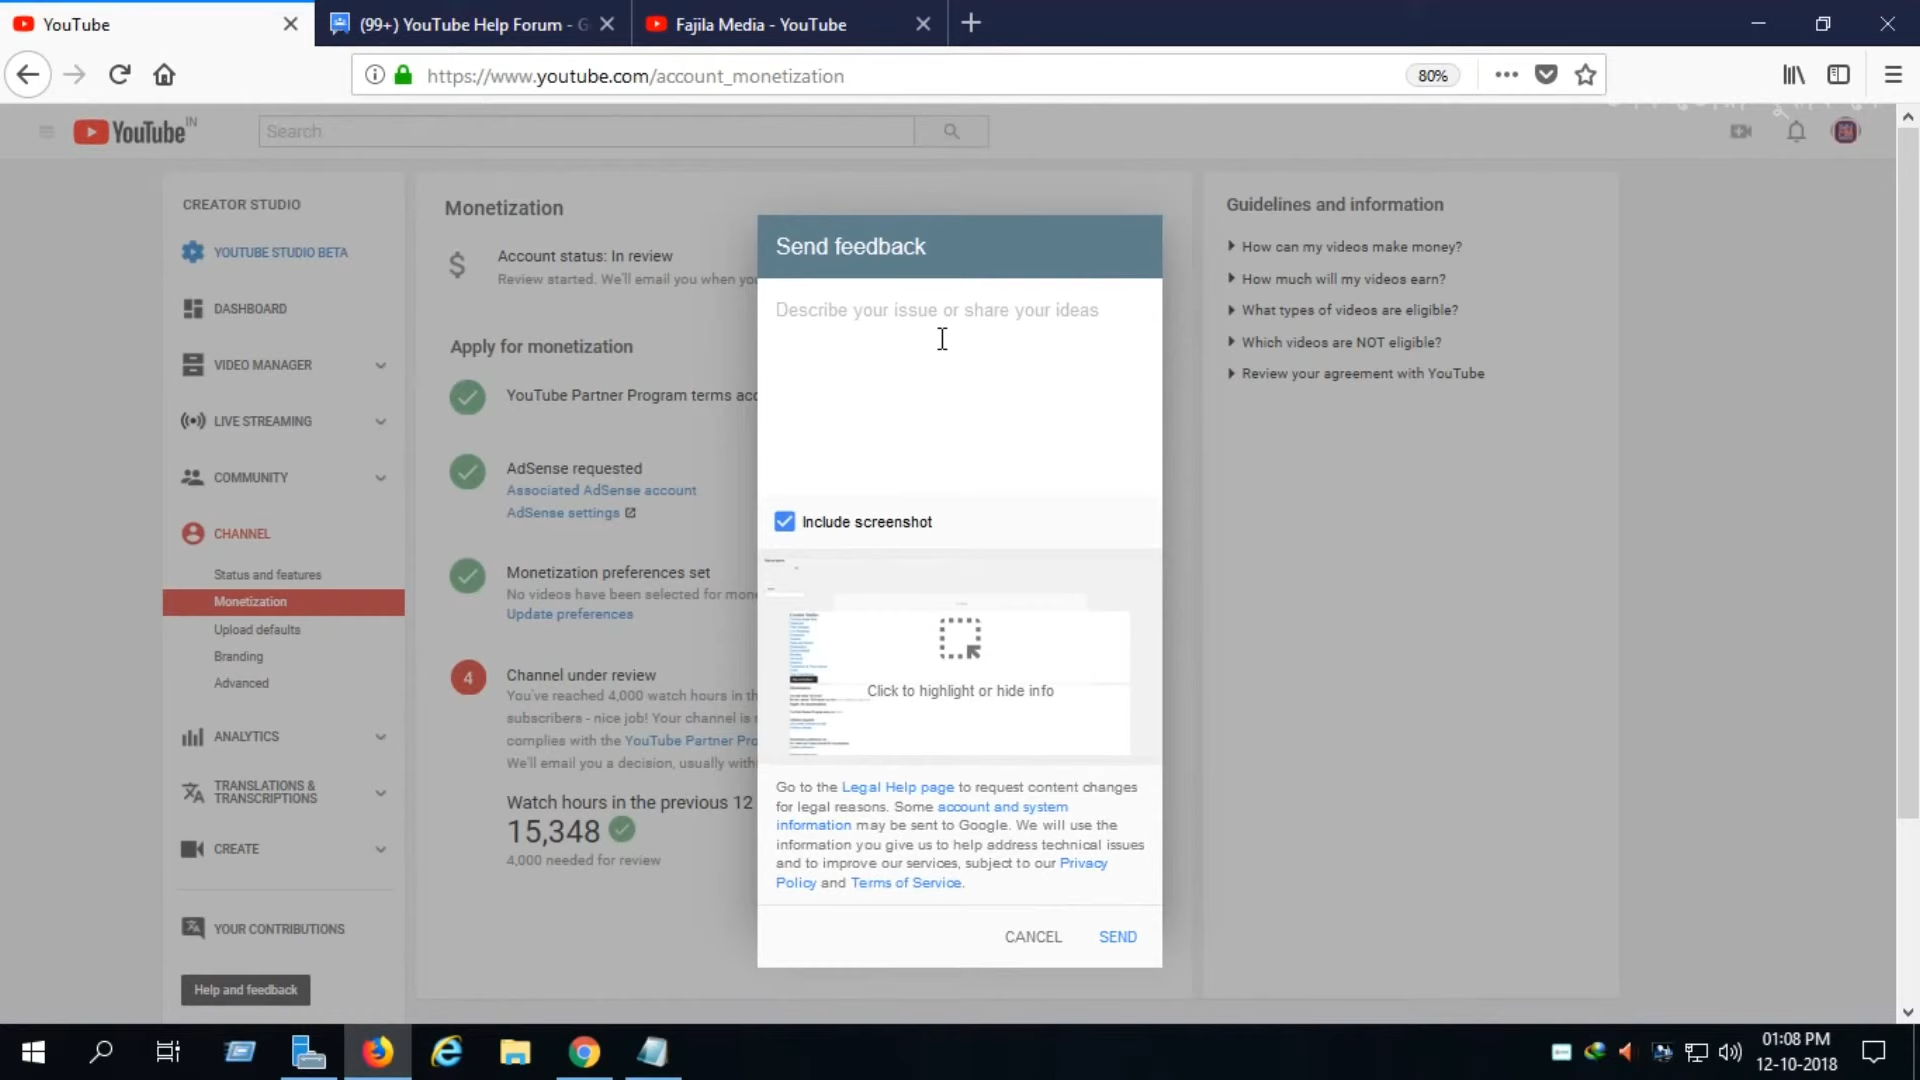 YouTube
(99+) YouTube Help Forum - G
Fajila Media - YouTube
https://www.youtube.com/account_monetization
80%
YouTube IN
Search
CREATOR STUDIO
YOUTUBE STUDIO BETA
DASHBOARD
VIDEO MANAGER
LIVE STREAMING
COMMUNITY
CHANNEL
Status and features
Monetization
Upload defaults
Branding
Advanced
ANALYTICS
TRANSLATIONS &
TRANSCRIPTIONS
CREATE
YOUR CONTRIBUTIONS
Help and feedback
Monetization
$
Account status: In review
Review started. We'll email you when you
Apply for monetization
YouTube Partner Program terms acc
AdSense requested
Associated AdSense account
AdSense settings
Monetization preferences set
No videos have been selected for mone
Update preferences
4
Channel under review
You've reached 4,000 watch hours in th
subscribers - nice job! Your channel is
complies with the YouTube Partner Pro
We'll email you a decision, usually with
Watch hours in the previous 12
15,348
4,000 needed for review
Send feedback
Describe your issue or share your ideas
Include screenshot
Click to highlight or hide info
Go to the Legal Help page to request content changes
for legal reasons. Some account and system
information may be sent to Google. We will use the
information you give us to help address technical issues
and to improve our services, subject to our Privacy
Policy and Terms of Service.
CANCEL
SEND
Guidelines and information
How can my videos make money?
How much will my videos earn?
What types of videos are eligible?
Which videos are NOT eligible?
Review your agreement with YouTube
01:08 PM
12-10-2018